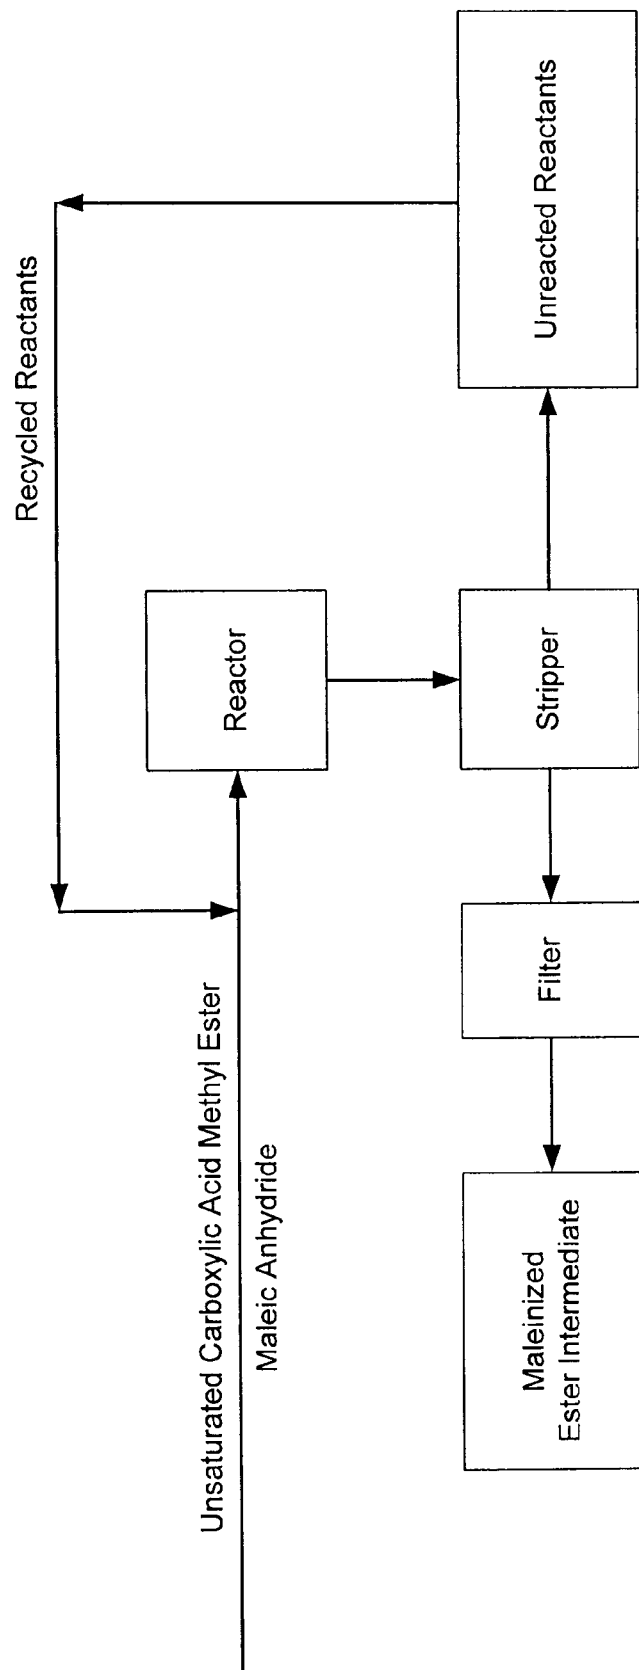 Recycled Reactants
Unsaturated Carboxylic Acid Methyl Ester
Maleic Anhydride
Reactor
Maleinized
Ester Intermediate
Filter
Stripper
Unreacted Reactants